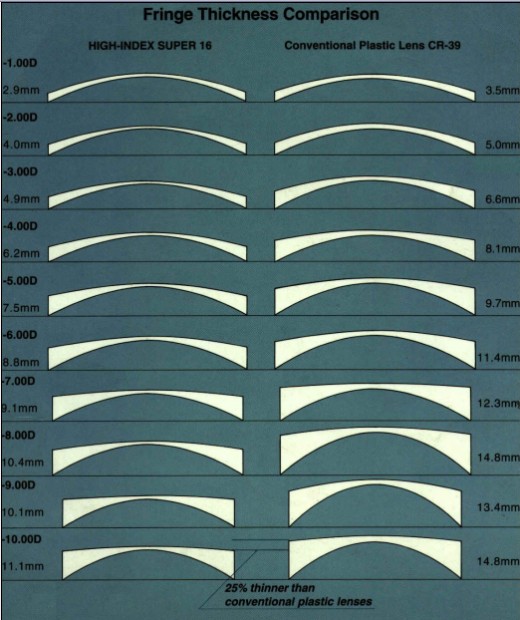 Fringe Thickness Comparison
HIGH-INDEX SUPER 16 Conventional Plastic Lens CR-39
-1.00D
2.9mm 3.5mm
-2.00D
4.0mm 5.0mm
-3.00D
4.9mm 6.6mm
-4.00D
6.2mm 8.1mm
-5.00D
7.5mm 9.7mm
-6.00D
8.8mm 11.4mm
-7.00D
9.1mm 12.3mm
-8.00D
10.4mm 14.8mm
-9.00D
10.1mm 13.4mm
-10.00D
11.1mm 14.8mm
25% thinner than
conventional plastic lenses